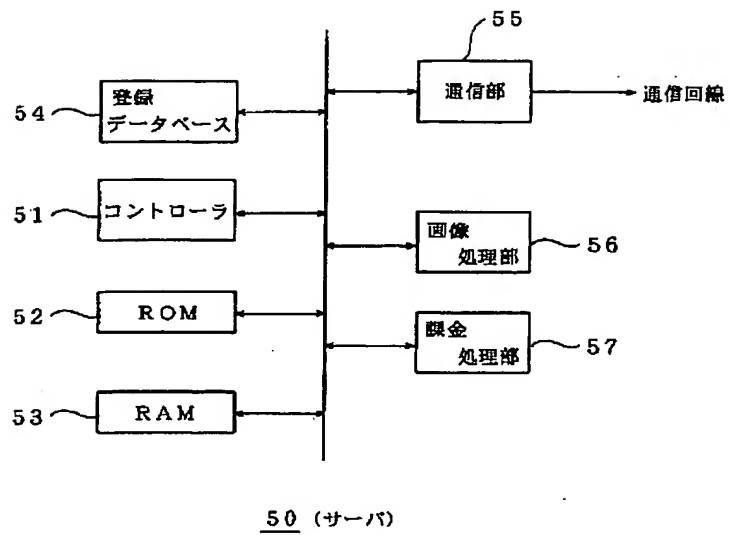 55
54
登録
データベース
通信部
通信回線
51
コントローラ
画像
処理部
56
52
ROM
課金
処理部
57
53
RAM
50 (サーバ)